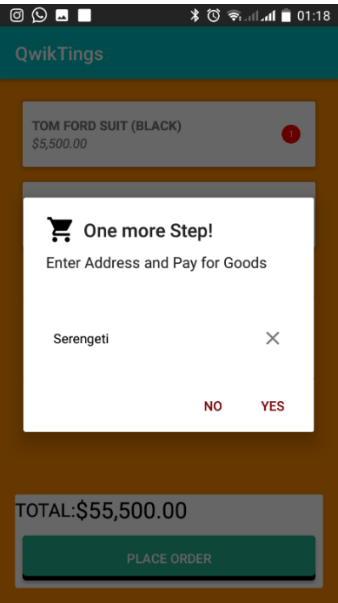 01:18
QwikTings
TOM FORD SUIT (BLACK)
$5,500.00
1
One more Step!
Enter Address and Pay for Goods
Serengeti
NO YES
TOTAL:$55,500.00
PLACE ORDER